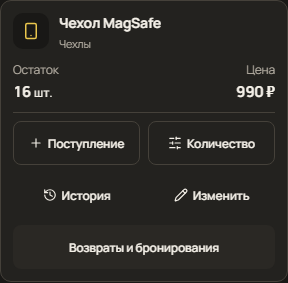 Чехол MagSafe
Чехлы
Остаток Цена
16 шт. 990 ₽
Поступление Количество
История Изменить
Возвраты и бронирования